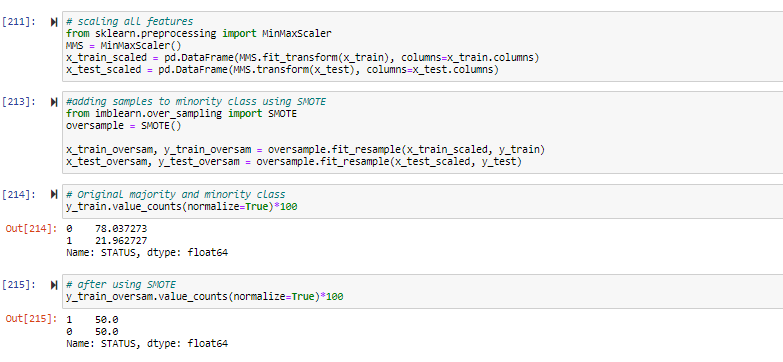 [211]: # scaling all features
from sklearn.preprocessing import MinMaxScaler
MMS = MinMaxScaler()
x_train_scaled = pd.DataFrame(MMS.fit_transform(x_train), columns=x_train.columns)
x_test_scaled = pd.DataFrame(MMS.transform(x_test), columns=x_test.columns)
[213]: #adding samples to minority class using SMOTE
from imblearn.over_sampling import SMOTE
oversample = SMOTE()
x_train_oversam, y_train_oversam = oversample.fit_resample(x_train_scaled, y_train)
x_test_oversam, y_test_oversam = oversample.fit_resample(x_test_scaled, y_test)
[214]: # Original majority and minority class
y_train.value_counts(normalize=True)*100
Out[214]: 0    78.037273
1    21.962727
Name: STATUS, dtype: float64
[215]: # after using SMOTE
y_train_oversam.value_counts(normalize=True)*100
Out[215]: 1    50.0
0    50.0
Name: STATUS, dtype: float64